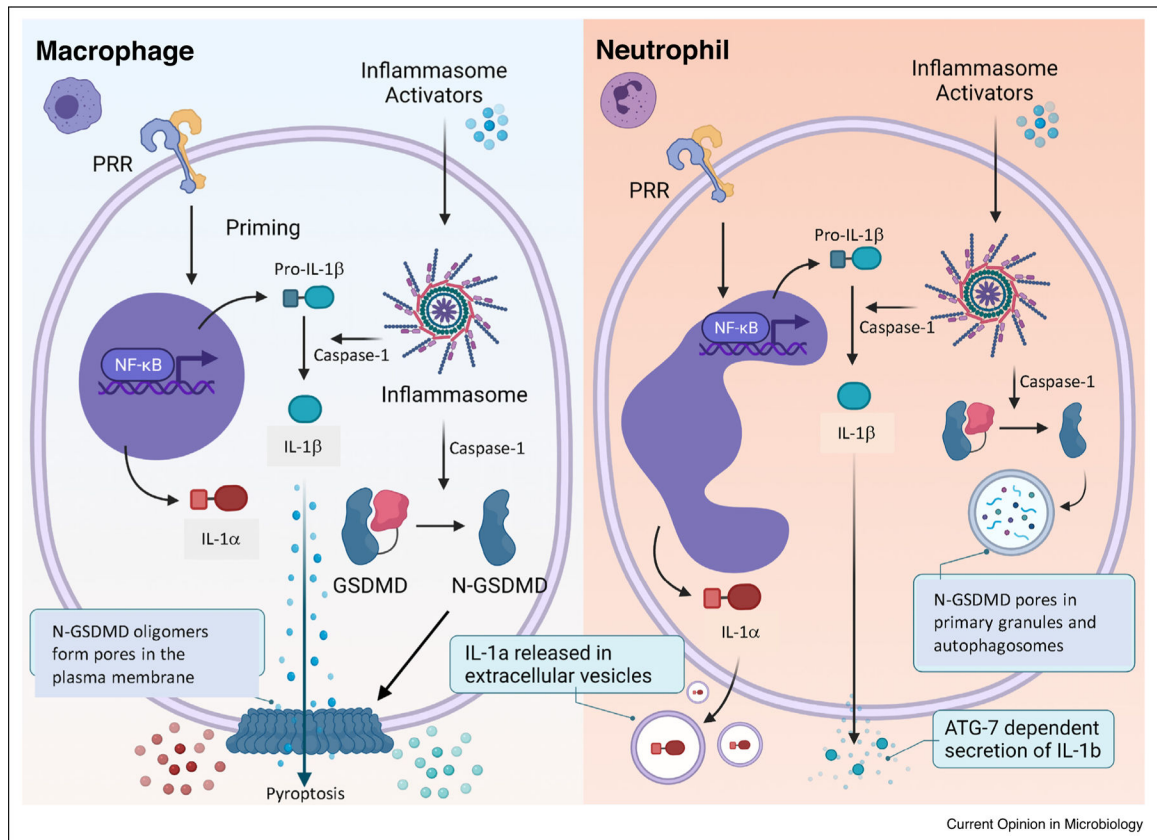 Macrophage
Inflammasome
Activators
PRR
Priming
Pro-IL-1β
NF-κB
Caspase-1
Inflammasome
IL-1β
Caspase-1
IL-1α
GSDMD
N-GSDMD
N-GSDMD oligomers
form pores in the
plasma membrane
Pyroptosis
Neutrophil
Inflammasome
Activators
PRR
Pro-IL-1β
NF-κB
Caspase-1
Caspase-1
IL-1β
N-GSDMD pores in
primary granules and
autophagosomes
IL-1α
IL-1a released in
extracellular vesicles
ATG-7 dependent
secretion of IL-1b
Current Opinion in Microbiology